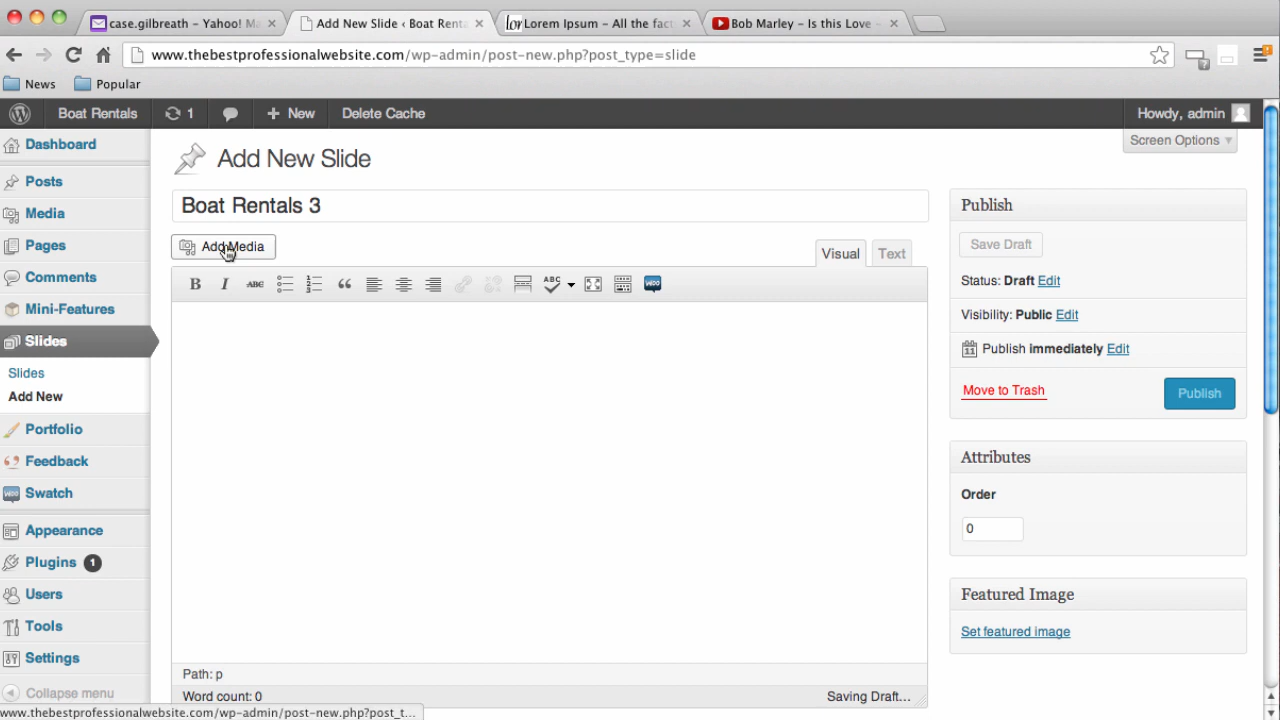 case.gilbreath – Yahoo! Ma
Add New Slide ‹ Boat Renta
Lorem Ipsum – All the fact
Bob Marley – Is this Love –
www.thebestprofessionalwebsite.com/wp-admin/post-new.php?post_type=slide
News
Popular
Boat Rentals
1
New
Delete Cache
Howdy, admin
Dashboard
Posts
Media
Pages
Comments
Mini-Features
Slides
Slides
Add New
Portfolio
Feedback
Swatch
Appearance
Plugins 1
Users
Tools
Settings
Collapse menu
Screen Options
Add New Slide
Boat Rentals 3
Add Media
Visual
Text
B I ABC ABC WOO
Path: p
Word count: 0
Saving Draft...
Publish
Save Draft
Status: Draft Edit
Visibility: Public Edit
11 Publish immediately Edit
Move to Trash
Publish
Attributes
Order
0
Featured Image
Set featured image
www.thebestprofessionalwebsite.com/wp-admin/post-new.php?post_t...